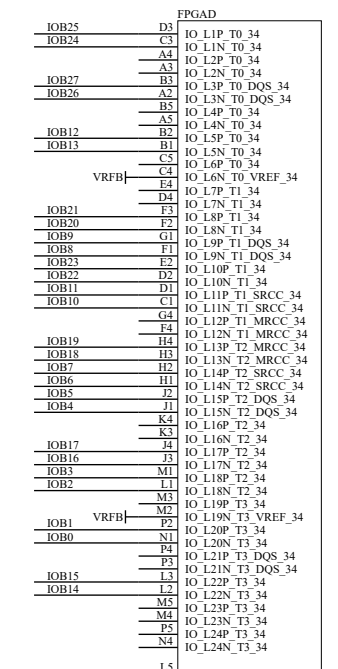 FPGAD
IOB25 D3 IO_L1P_T0_34
IOB24 C3 IO_L1N_T0_34
A4 IO_L2P_T0_34
A3 IO_L2N_T0_34
IOB27 B3 IO_L3P_T0_DQS_34
IOB26 A2 IO_L3N_T0_DQS_34
B5 IO_L4P_T0_34
A5 IO_L4N_T0_34
IOB12 B2 IO_L5P_T0_34
IOB13 B1 IO_L5N_T0_34
C5 IO_L6P_T0_34
VRFB C4 IO_L6N_T0_VREF_34
E4 IO_L7P_T1_34
D4 IO_L7N_T1_34
IOB21 F3 IO_L8P_T1_34
IOB20 F2 IO_L8N_T1_34
IOB9 G1 IO_L9P_T1_DQS_34
IOB8 F1 IO_L9N_T1_DQS_34
IOB23 E2 IO_L10P_T1_34
IOB22 D2 IO_L10N_T1_34
IOB11 D1 IO_L11P_T1_SRCC_34
IOB10 C1 IO_L11N_T1_SRCC_34
G4 IO_L12P_T1_MRCC_34
F4 IO_L12N_T1_MRCC_34
IOB19 H4 IO_L13P_T2_MRCC_34
IOB18 H3 IO_L13N_T2_MRCC_34
IOB7 H2 IO_L14P_T2_SRCC_34
IOB6 H1 IO_L14N_T2_SRCC_34
IOB5 J2 IO_L15P_T2_DQS_34
IOB4 J1 IO_L15N_T2_DQS_34
K4 IO_L16P_T2_34
K3 IO_L16N_T2_34
IOB17 J4 IO_L17P_T2_34
IOB16 J3 IO_L17N_T2_34
IOB3 M1 IO_L18P_T2_34
IOB2 L1 IO_L18N_T2_34
M3 IO_L19P_T3_34
VRFB M2 IO_L19N_T3_VREF_34
IOB1 P2 IO_L20P_T3_34
IOB0 N1 IO_L20N_T3_34
P4 IO_L21P_T3_DQS_34
P3 IO_L21N_T3_DQS_34
IOB15 L3 IO_L22P_T3_34
IOB14 L2 IO_L22N_T3_34
M5 IO_L23P_T3_34
M4 IO_L23N_T3_34
P5 IO_L24P_T3_34
N4 IO_L24N_T3_34
L5